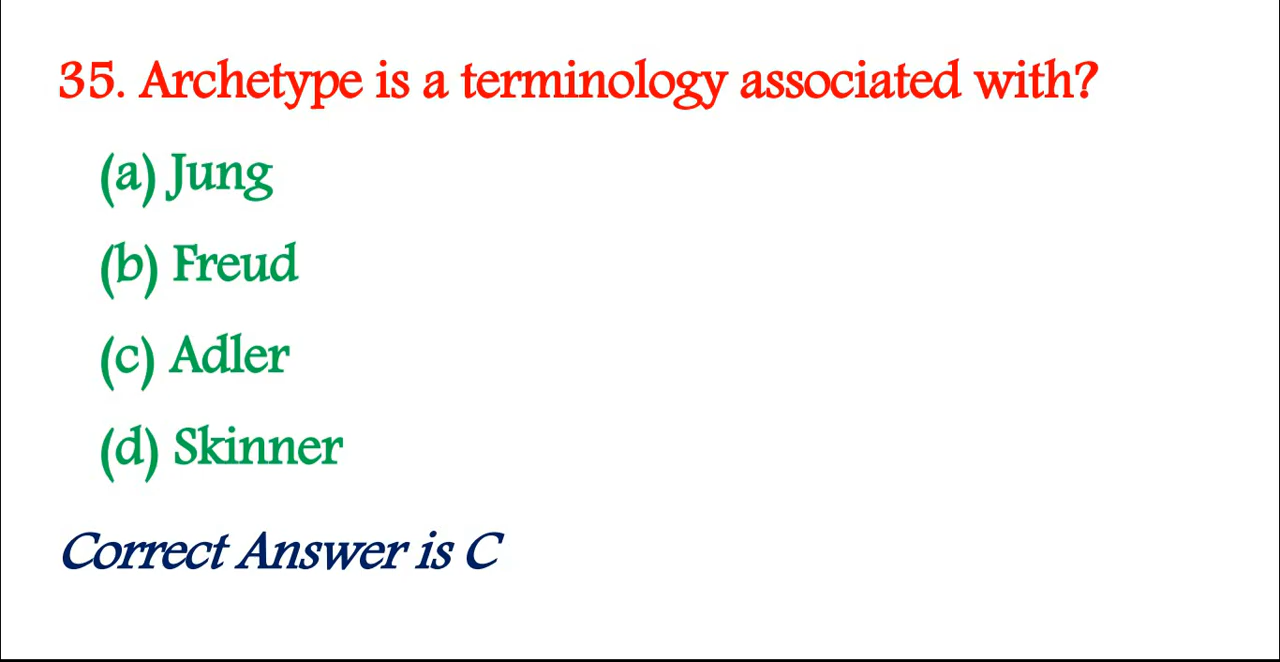 35. Archetype is a terminology associated with?
(a) Jung
(b) Freud
(c) Adler
(d) Skinner
Correct Answer is C